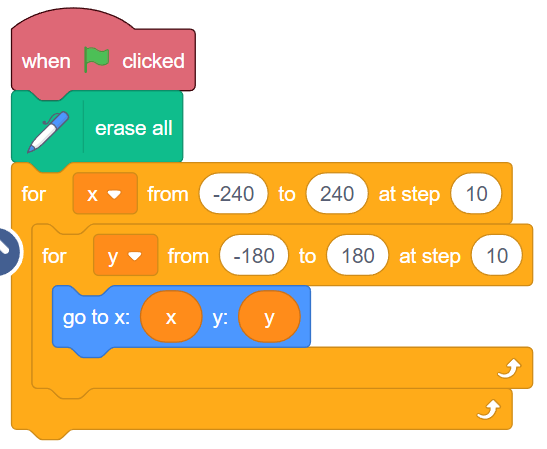 when clicked
erase all
for x from -240 to 240 at step 10
for y from -180 to 180 at step 10
go to x: x y: y